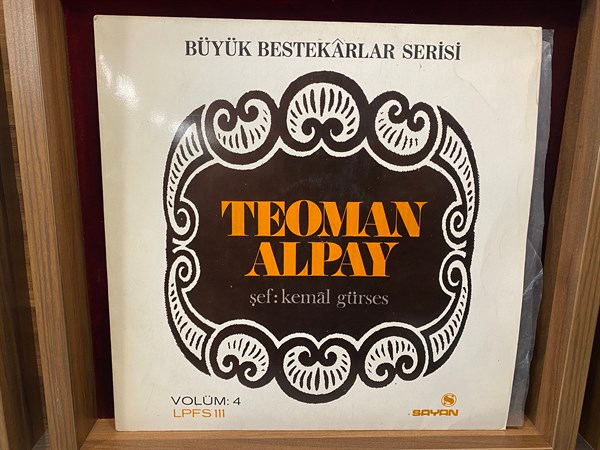 BÜYÜK BESTEKÂRLAR SERİSİ
TEOMAN
ALPAY
şef: kemâl gürses
VOLÜM: 4
LPFS 111
S
SAYAN